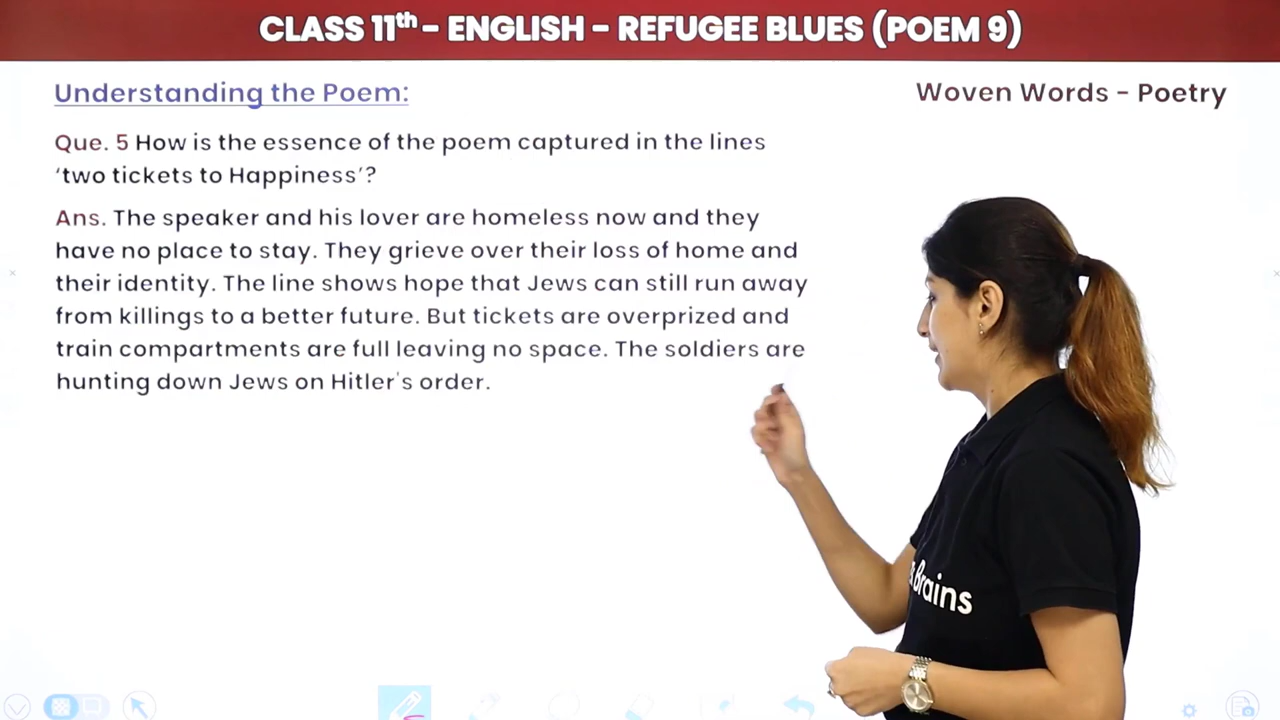 CLASS 11th - ENGLISH - REFUGEE BLUES (POEM 9)
Understanding the Poem:
Woven Words - Poetry
Que. 5 How is the essence of the poem captured in the lines
'two tickets to Happiness'?
Ans. The speaker and his lover are homeless now and they
have no place to stay. They grieve over their loss of home and
their identity. The line shows hope that Jews can still run away
from killings to a better future. But tickets are overprized and
train compartments are full leaving no space. The soldiers are
hunting down Jews on Hitler's order.
Brains